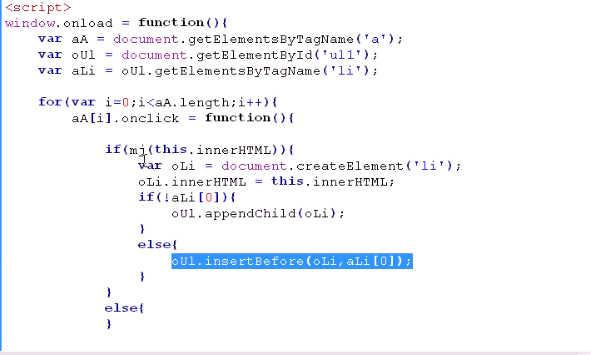 <script>
window.onload = function(){
var aA = document.getElementsByTagName('a');
var oUl = document.getElementById('ul1');
var aLi = oUl.getElementsByTagName('li');
for(var i=0;i<aA.length;i++){
aA[i].onclick = function(){
if(mj(this.innerHTML)){
var oLi = document.createElement('li');
oLi.innerHTML = this.innerHTML;
if(!aLi[0]){
oUl.appendChild(oLi);
}
else{
oUl.insertBefore(oLi,aLi[0]);
}
}
else{
}